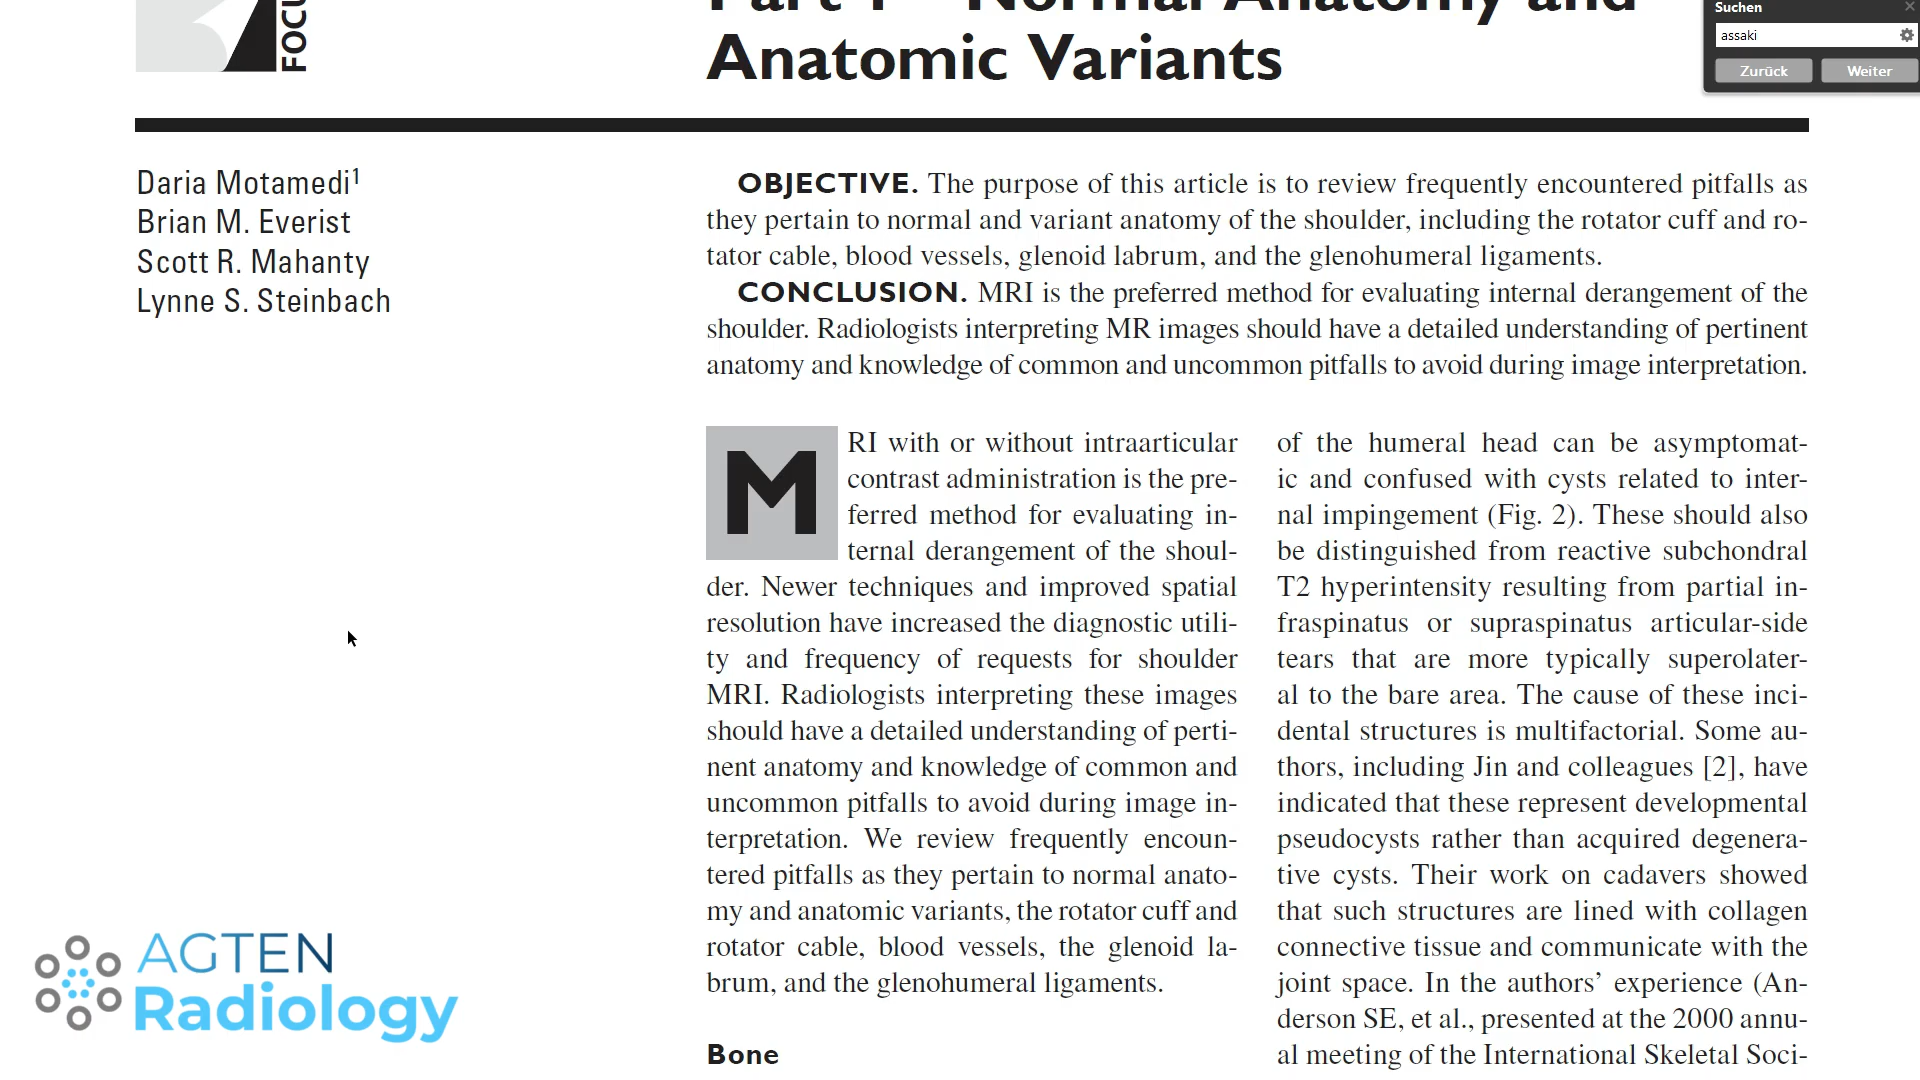 Part 1—Normal Anatomy and
Anatomic Variants
FOCU
Suchen
assaki
Zurück
Weiter
Daria Motamedi1
Brian M. Everist
Scott R. Mahanty
Lynne S. Steinbach
OBJECTIVE. The purpose of this article is to review frequently encountered pitfalls as
they pertain to normal and variant anatomy of the shoulder, including the rotator cuff and ro-
tator cable, blood vessels, glenoid labrum, and the glenohumeral ligaments.
CONCLUSION. MRI is the preferred method for evaluating internal derangement of the
shoulder. Radiologists interpreting MR images should have a detailed understanding of pertinent
anatomy and knowledge of common and uncommon pitfalls to avoid during image interpretation.
MRI with or without intraarticular
contrast administration is the pre-
ferred method for evaluating in-
ternal derangement of the shoul-
der. Newer techniques and improved spatial
resolution have increased the diagnostic utili-
ty and frequency of requests for shoulder
MRI. Radiologists interpreting these images
should have a detailed understanding of perti-
nent anatomy and knowledge of common and
uncommon pitfalls to avoid during image in-
terpretation. We review frequently encoun-
tered pitfalls as they pertain to normal anato-
my and anatomic variants, the rotator cuff and
rotator cable, blood vessels, the glenoid la-
brum, and the glenohumeral ligaments.
Bone
of the humeral head can be asymptomat-
ic and confused with cysts related to inter-
nal impingement (Fig. 2). These should also
be distinguished from reactive subchondral
T2 hyperintensity resulting from partial in-
fraspinatus or supraspinatus articular-side
tears that are more typically superolater-
al to the bare area. The cause of these inci-
dental structures is multifactorial. Some au-
thors, including Jin and colleagues [2], have
indicated that these represent developmental
pseudocysts rather than acquired degenera-
tive cysts. Their work on cadavers showed
that such structures are lined with collagen
connective tissue and communicate with the
joint space. In the authors’ experience (An-
derson SE, et al., presented at the 2000 annu-
al meeting of the International Skeletal Soci-
AGTEN
Radiology